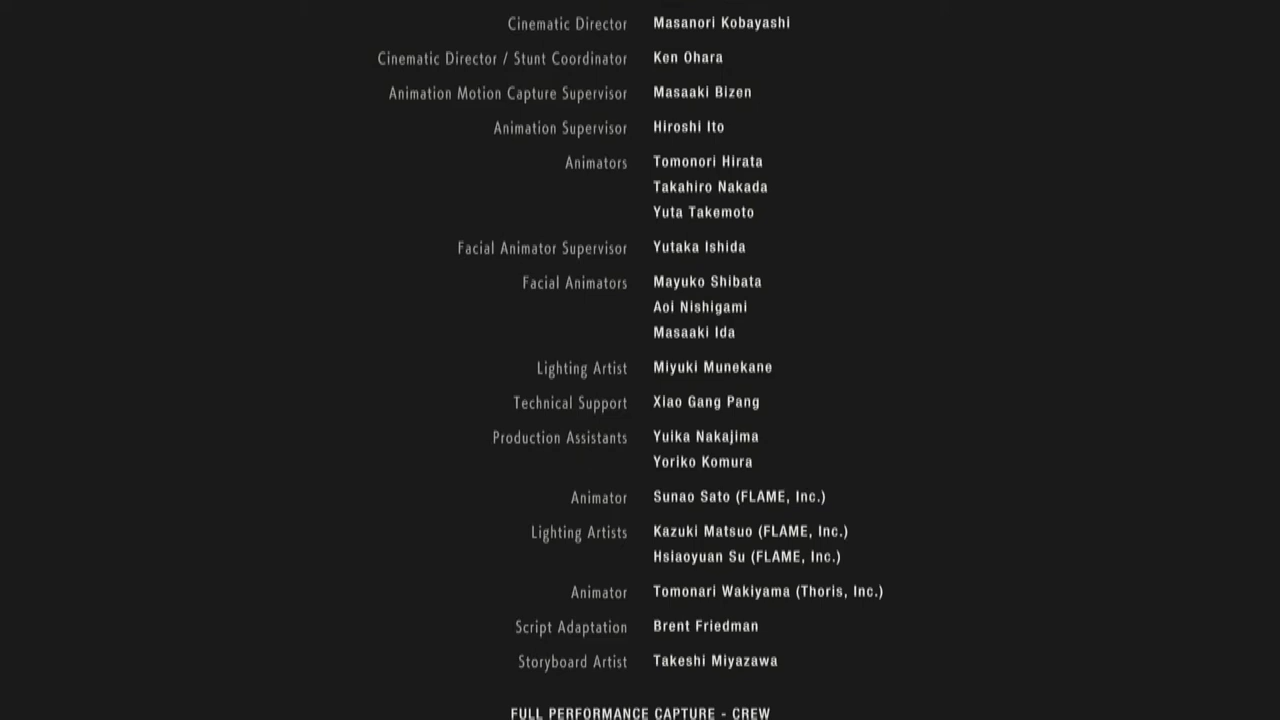 Cinematic Director Masanori Kobayashi
Cinematic Director / Stunt Coordinator Ken Ohara
Animation Motion Capture Supervisor Masaaki Bizen
Animation Supervisor Hiroshi Ito
Animators Tomonori Hirata
Takahiro Nakada
Yuta Takemoto
Facial Animator Supervisor Yutaka Ishida
Facial Animators Mayuko Shibata
Aoi Nishigami
Masaaki Ida
Lighting Artist Miyuki Munekane
Technical Support Xiao Gang Pang
Production Assistants Yuika Nakajima
Yoriko Komura
Animator Sunao Sato (FLAME, Inc.)
Lighting Artists Kazuki Matsuo (FLAME, Inc.)
Hsiaoyuan Su (FLAME, Inc.)
Animator Tomonari Wakiyama (Thoris, Inc.)
Script Adaptation Brent Friedman
Storyboard Artist Takeshi Miyazawa
FULL PERFORMANCE CAPTURE - CREW